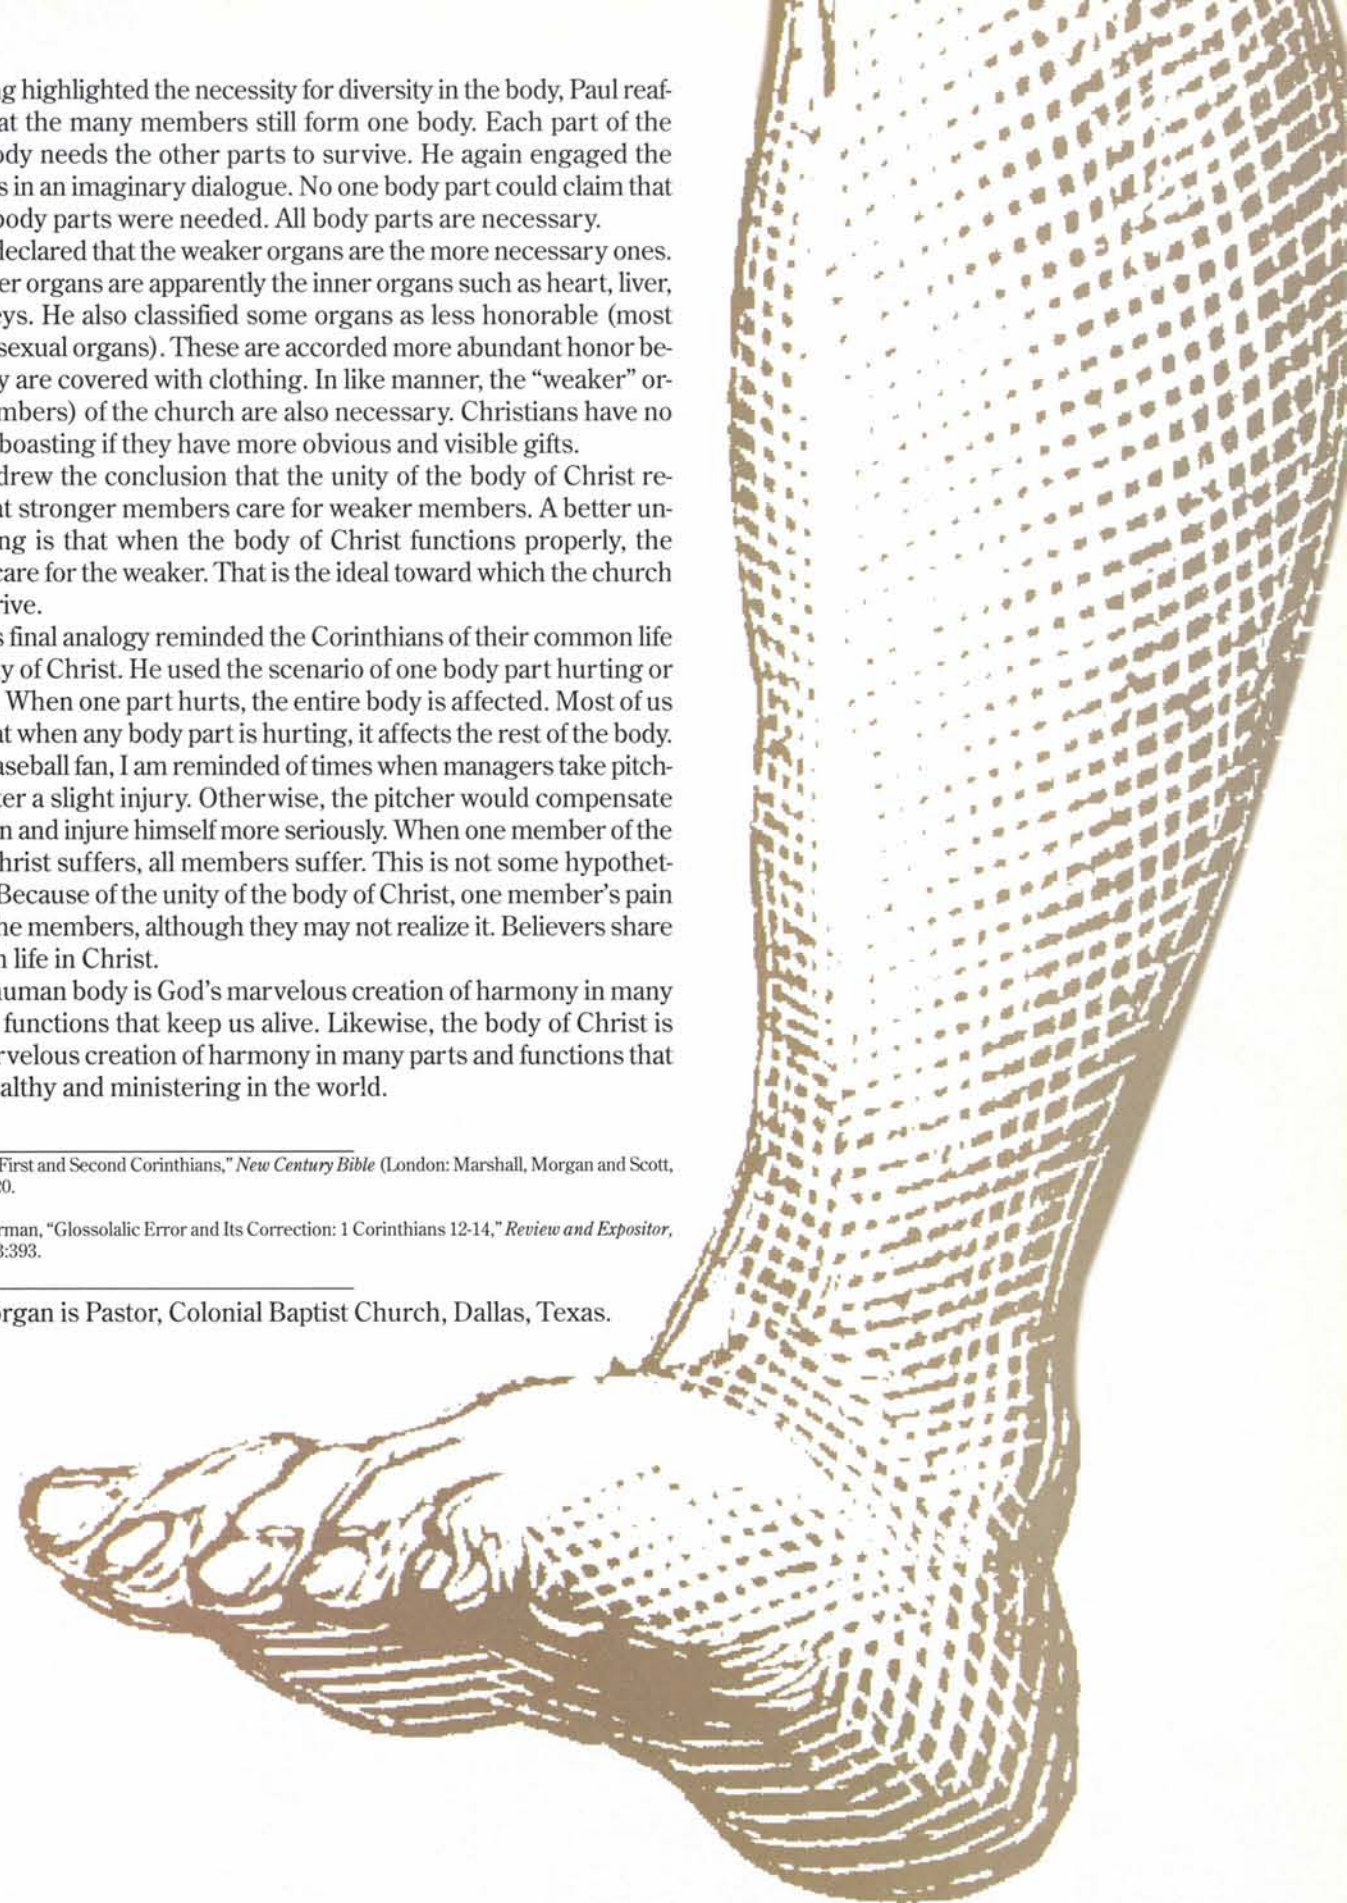 g highlighted the necessity for diversity in the body, Paul reaf-
at the many members still form one body. Each part of the
ody needs the other parts to survive. He again engaged the
s in an imaginary dialogue. No one body part could claim that
body parts were needed. All body parts are necessary.
declared that the weaker organs are the more necessary ones.
er organs are apparently the inner organs such as heart, liver,
eys. He also classified some organs as less honorable (most
sexual organs). These are accorded more abundant honor be-
y are covered with clothing. In like manner, the “weaker” or-
mbers) of the church are also necessary. Christians have no
boasting if they have more obvious and visible gifts.
drew the conclusion that the unity of the body of Christ re-
at stronger members care for weaker members. A better un-
ng is that when the body of Christ functions properly, the
care for the weaker. That is the ideal toward which the church
rive.
s final analogy reminded the Corinthians of their common life
y of Christ. He used the scenario of one body part hurting or
When one part hurts, the entire body is affected. Most of us
at when any body part is hurting, it affects the rest of the body.
aseball fan, I am reminded of times when managers take pitch-
ter a slight injury. Otherwise, the pitcher would compensate
n and injure himself more seriously. When one member of the
hrist suffers, all members suffer. This is not some hypothet-
Because of the unity of the body of Christ, one member’s pain
he members, although they may not realize it. Believers share
n life in Christ.
uman body is God’s marvelous creation of harmony in many
functions that keep us alive. Likewise, the body of Christ is
rvelous creation of harmony in many parts and functions that
althy and ministering in the world.
First and Second Corinthians,” New Century Bible (London: Marshall, Morgan and Scott,
20.
rman, “Glossolalic Error and Its Correction: 1 Corinthians 12-14,” Review and Expositor,
3:393.
organ is Pastor, Colonial Baptist Church, Dallas, Texas.